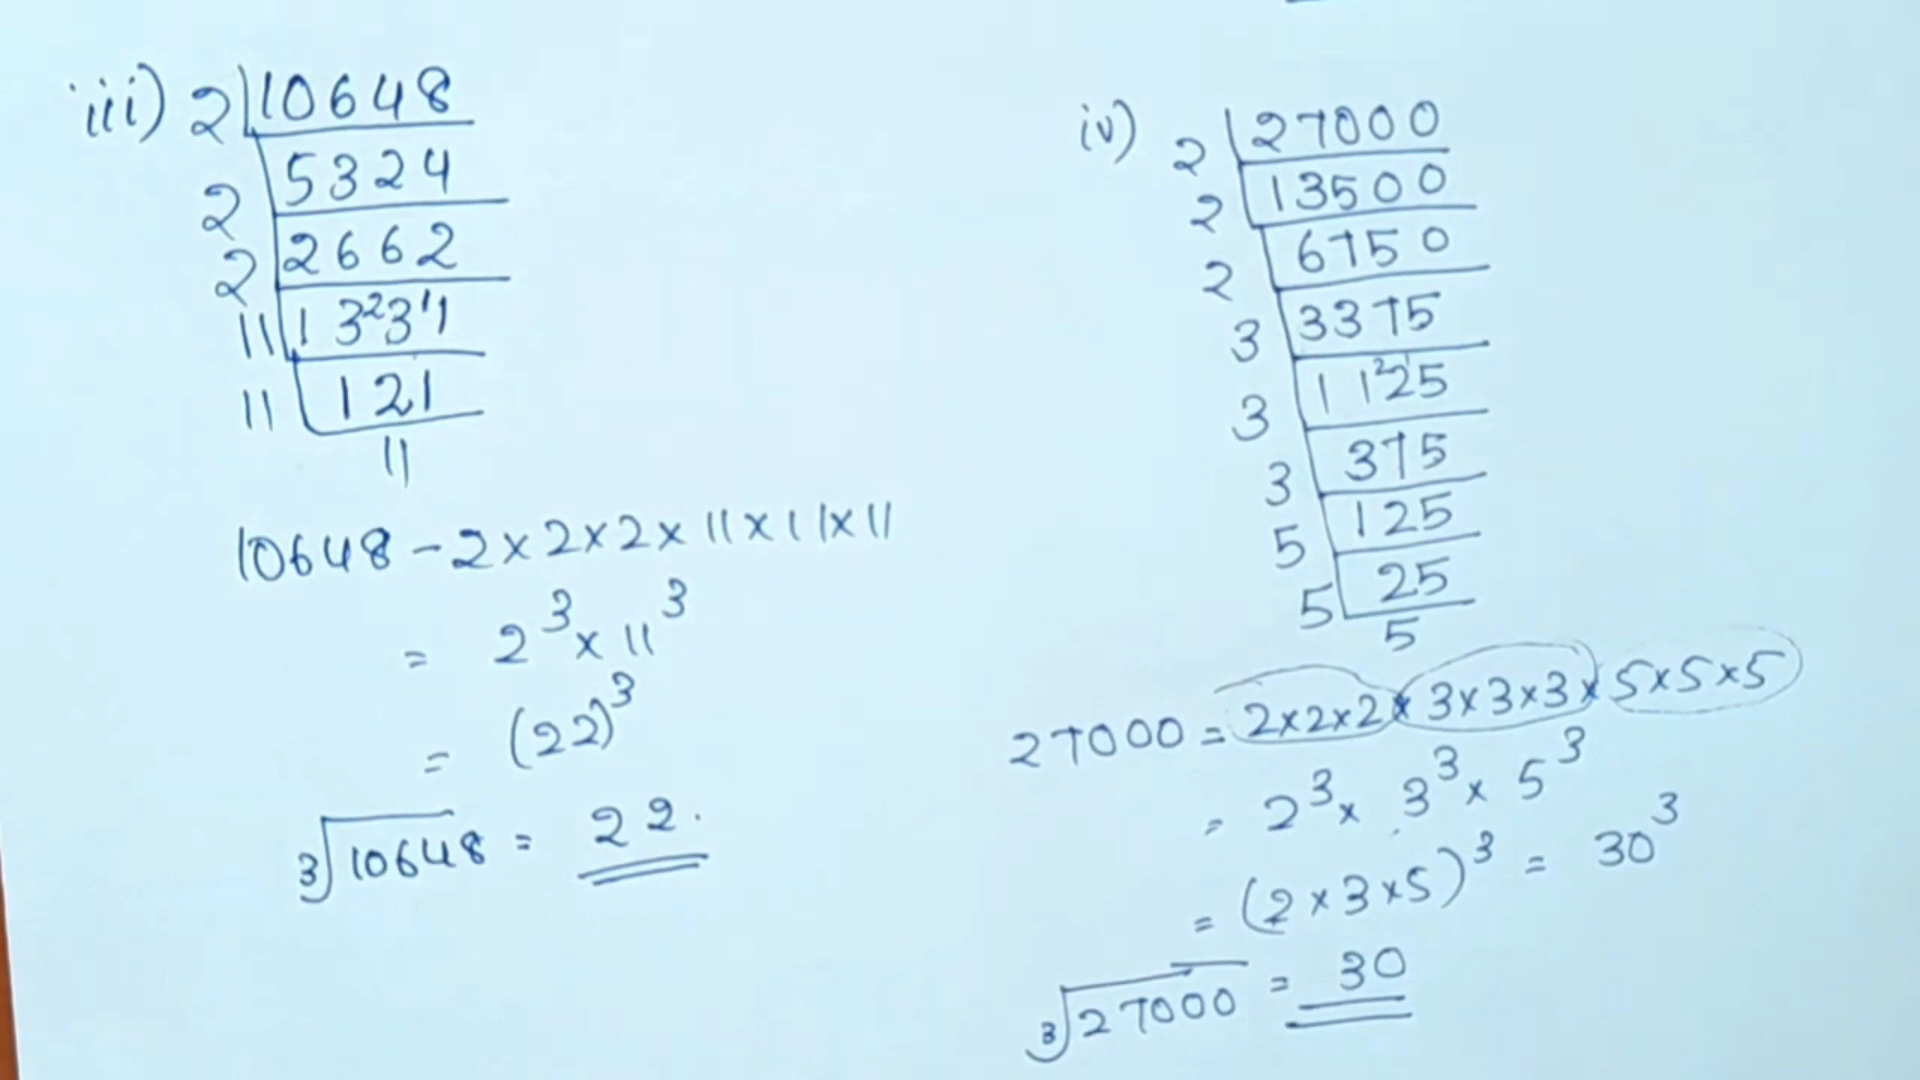 iii) 2 | 10648
2 | 5324
2 | 2662
11 | 13²3¹1
11 | 121
11
10648 - 2×2×2×11×11×11
= 2³×11³
= (22)³
∛10648 = 22.
iv) 2 | 27000
2 | 13500
2 | 6750
3 | 3375
3 | 11²2¹5
3 | 375
5 | 125
5 | 25
5
27000 = 2×2×2×3×3×3×5×5×5
= 2³× 3³× 5³
= (2×3×5)³ = 30³
∛27000 = 30